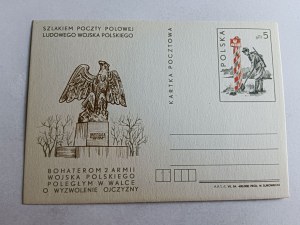 SZLAKIEM POCZTY POLOWEJ
LUDOWEGO WOJSKA POLSKIEGO
BOHATEROM 2 ARMII
WOJSKA POLSKIEGO
POLEGŁYM W WALCE
O WYZWOLENIE OJCZYZNY
KARTKA POCZTOWA
POLSKA
5